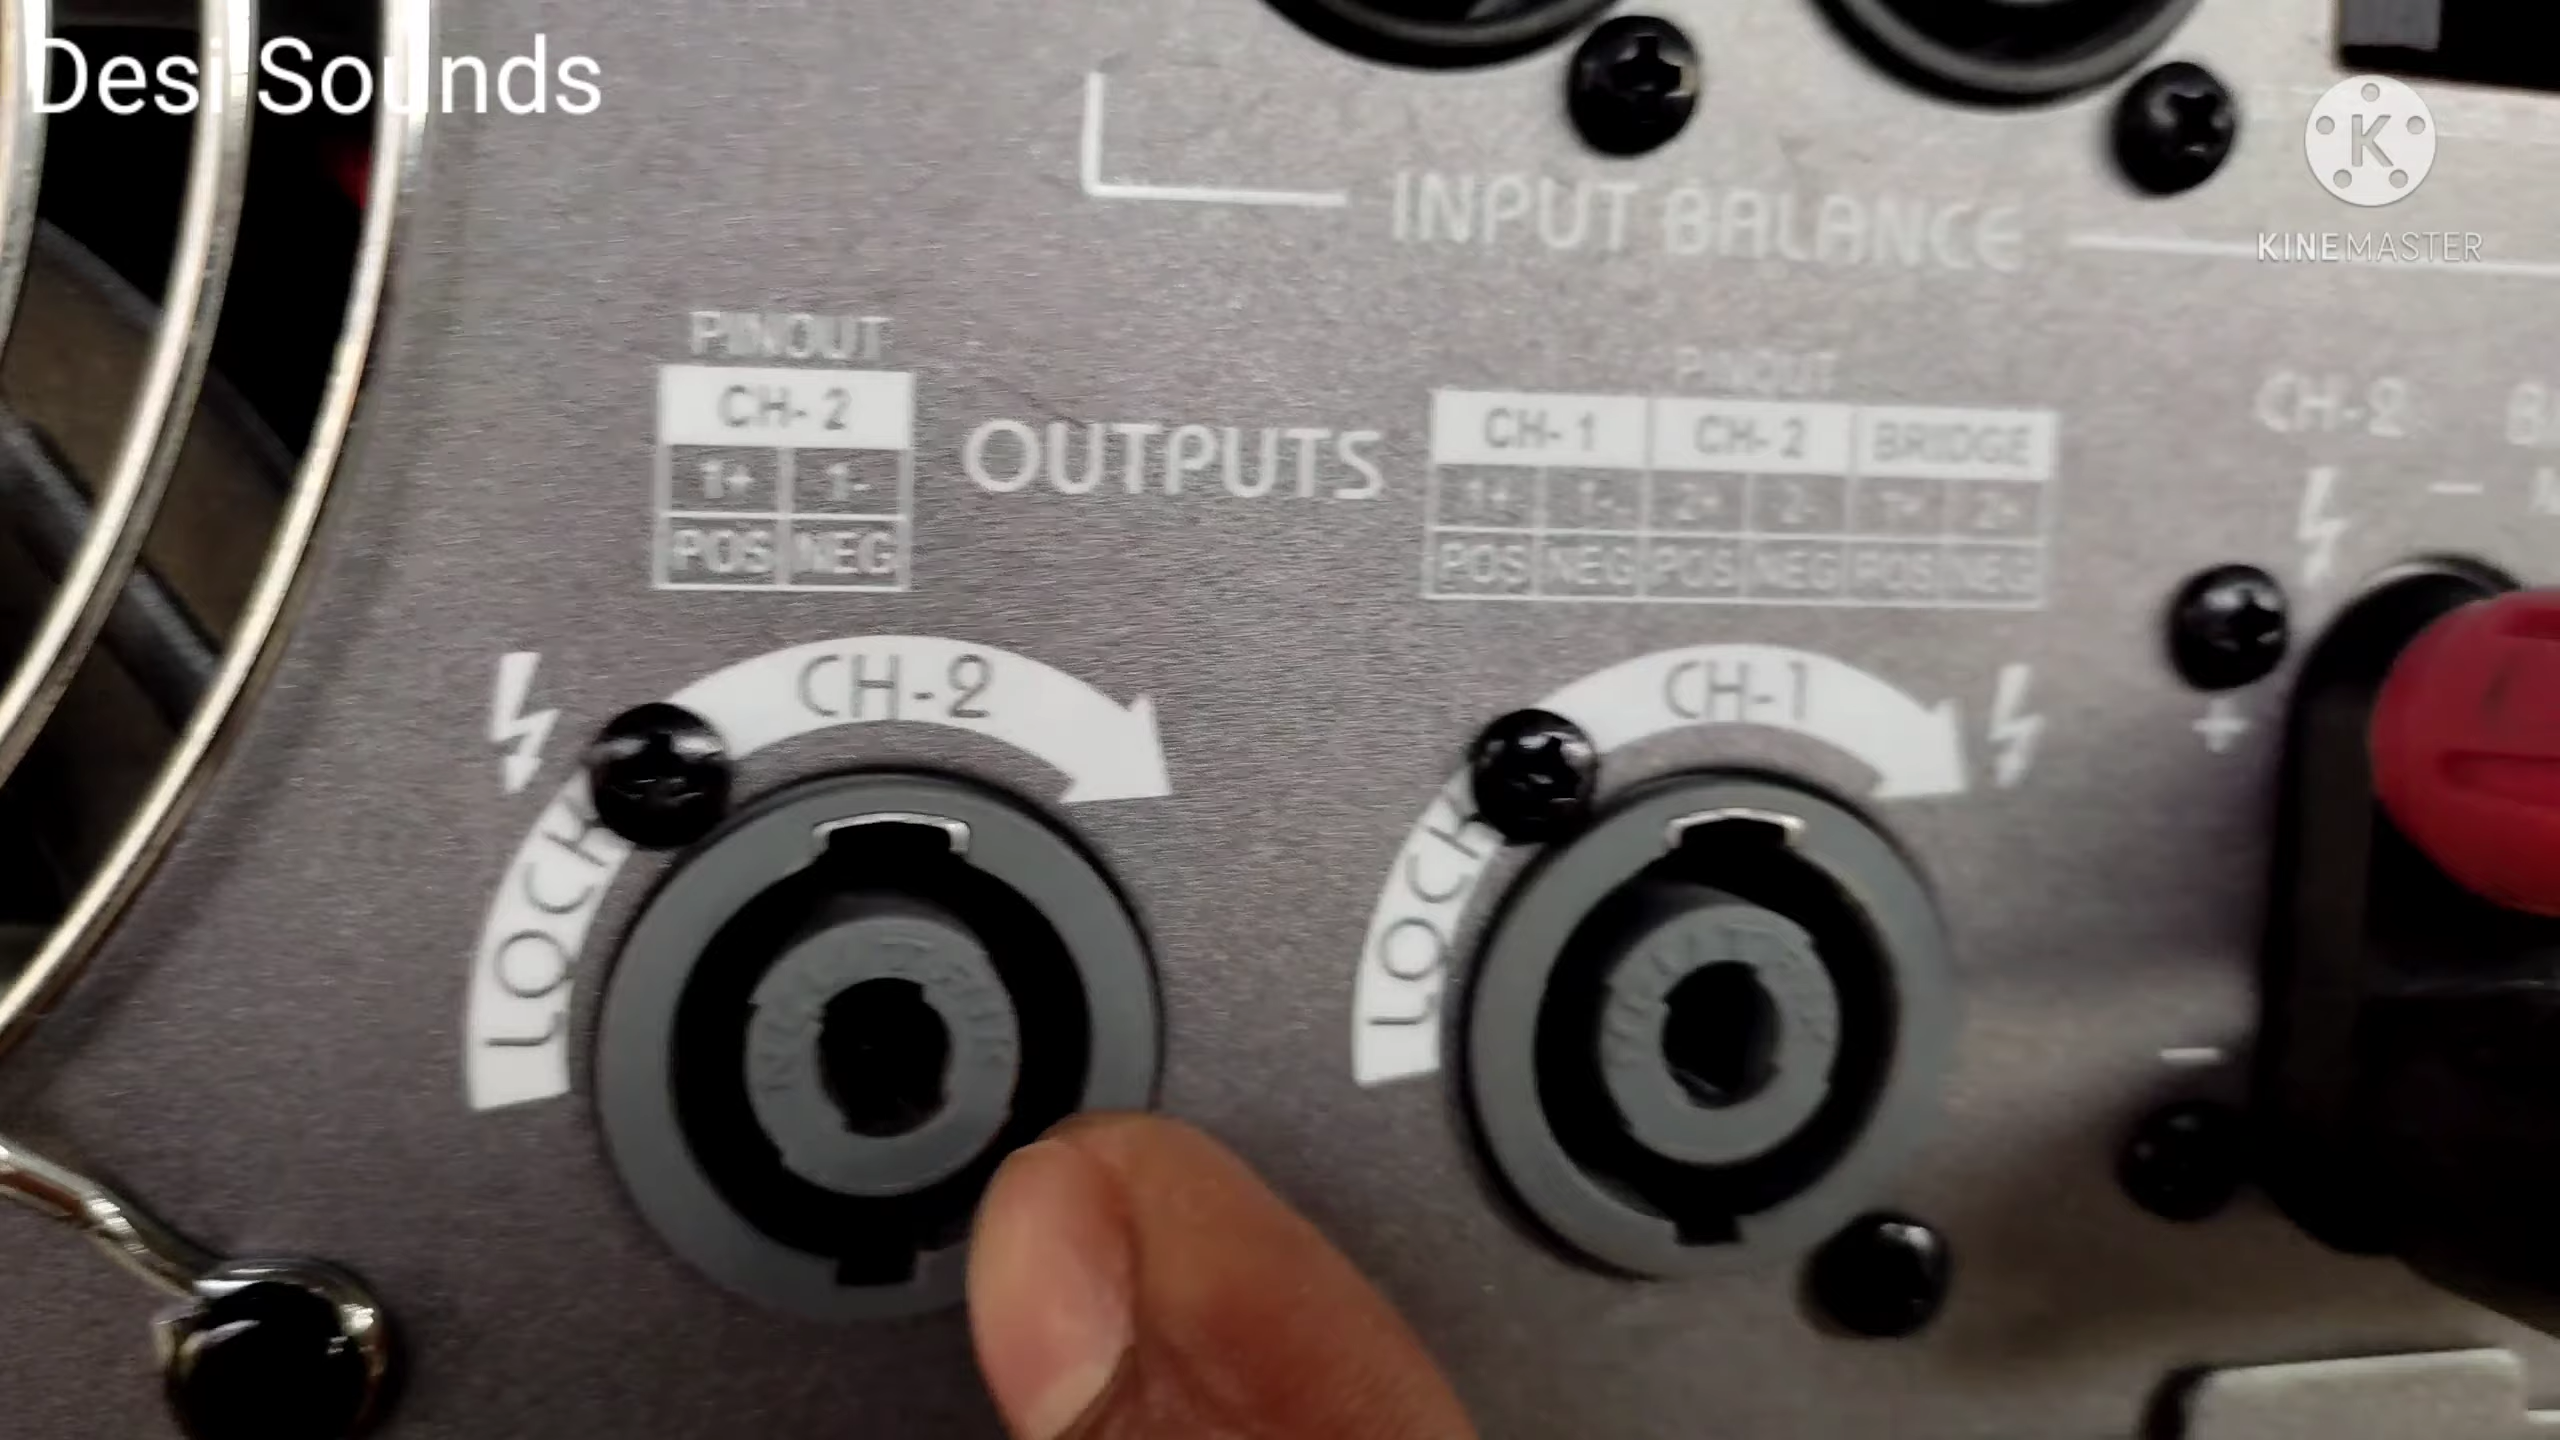 Desi Sounds
KINEMASTER
INPUT BALANCE
PINOUT
CH-2
1+ 1-
POS NEG
OUTPUTS
PINOUT
CH-1 CH-2 BRIDGE
1+ 1- 2+ 2- 1+ 2+
POS NEG POS NEG POS NEG
CH-2
+
-
LOCK CH-2
LOCK CH-1